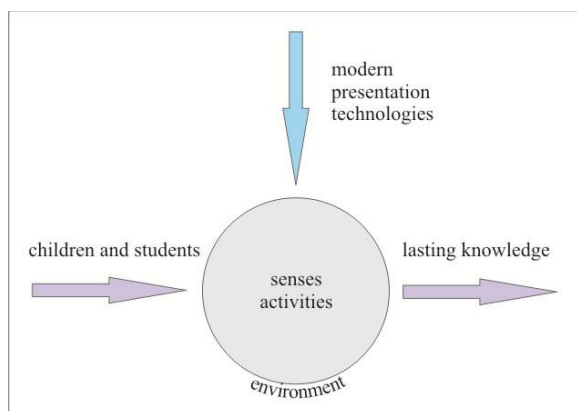 modern
presentation
technologies
children and students
lasting knowledge
senses
activities
environment